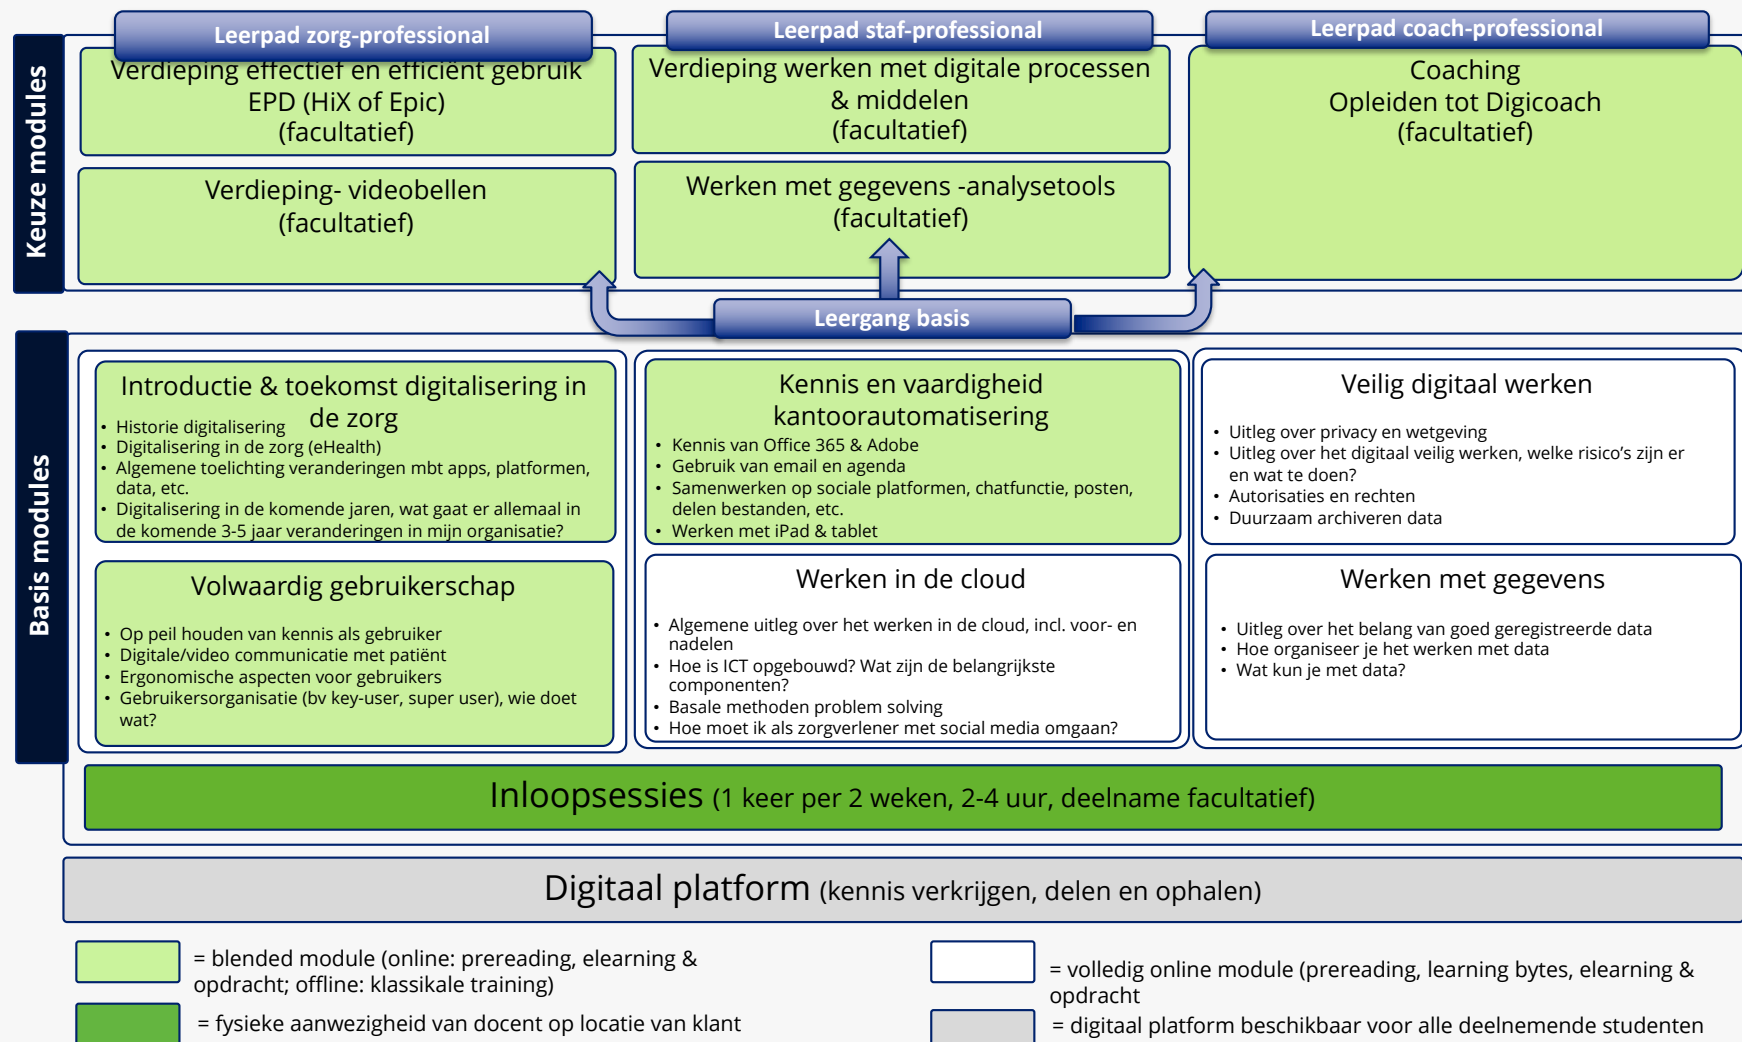 Keuze modules
Leerpad zorg-professional
Verdieping effectief en efficiënt gebruik
EPD (HiX of Epic)
(facultatief)
Verdieping- videobellen
(facultatief)
Leerpad staf-professional
Verdieping werken met digitale processen
& middelen
(facultatief)
Werken met gegevens -analysetools
(facultatief)
Leerpad coach-professional
Coaching
Opleiden tot Digicoach
(facultatief)
Leergang basis
Basis modules
Introductie & toekomst digitalisering in
de zorg
• Historie digitalisering
• Digitalisering in de zorg (eHealth)
• Algemene toelichting veranderingen mbt apps, platformen,
data, etc.
• Digitalisering in de komende jaren, wat gaat er allemaal in
de komende 3-5 jaar veranderingen in mijn organisatie?
Volwaardig gebruikerschap
• Op peil houden van kennis als gebruiker
• Digitale/video communicatie met patiënt
• Ergonomische aspecten voor gebruikers
• Gebruikersorganisatie (bv key-user, super user), wie doet
wat?
Kennis en vaardigheid
kantoorautomatisering
• Kennis van Office 365 & Adobe
• Gebruik van email en agenda
• Samenwerken op sociale platformen, chatfunctie, posten,
delen bestanden, etc.
• Werken met iPad & tablet
Werken in de cloud
• Algemene uitleg over het werken in de cloud, incl. voor- en
nadelen
• Hoe is ICT opgebouwd? Wat zijn de belangrijkste
componenten?
• Basale methoden problem solving
• Hoe moet ik als zorgverlener met social media omgaan?
Veilig digitaal werken
• Uitleg over privacy en wetgeving
• Uitleg over het digitaal veilig werken, welke risico's zijn er
en wat te doen?
• Autorisaties en rechten
• Duurzaam archiveren data
Werken met gegevens
• Uitleg over het belang van goed geregistreerde data
• Hoe organiseer je het werken met data
• Wat kun je met data?
Inloopsessies (1 keer per 2 weken, 2-4 uur, deelname facultatief)
Digitaal platform (kennis verkrijgen, delen en ophalen)
= blended module (online: prereading, elearning &
opdracht; offline: klassikale training)
= fysieke aanwezigheid van docent op locatie van klant
= volledig online module (prereading, learning bytes, elearning &
opdracht
= digitaal platform beschikbaar voor alle deelnemende studenten